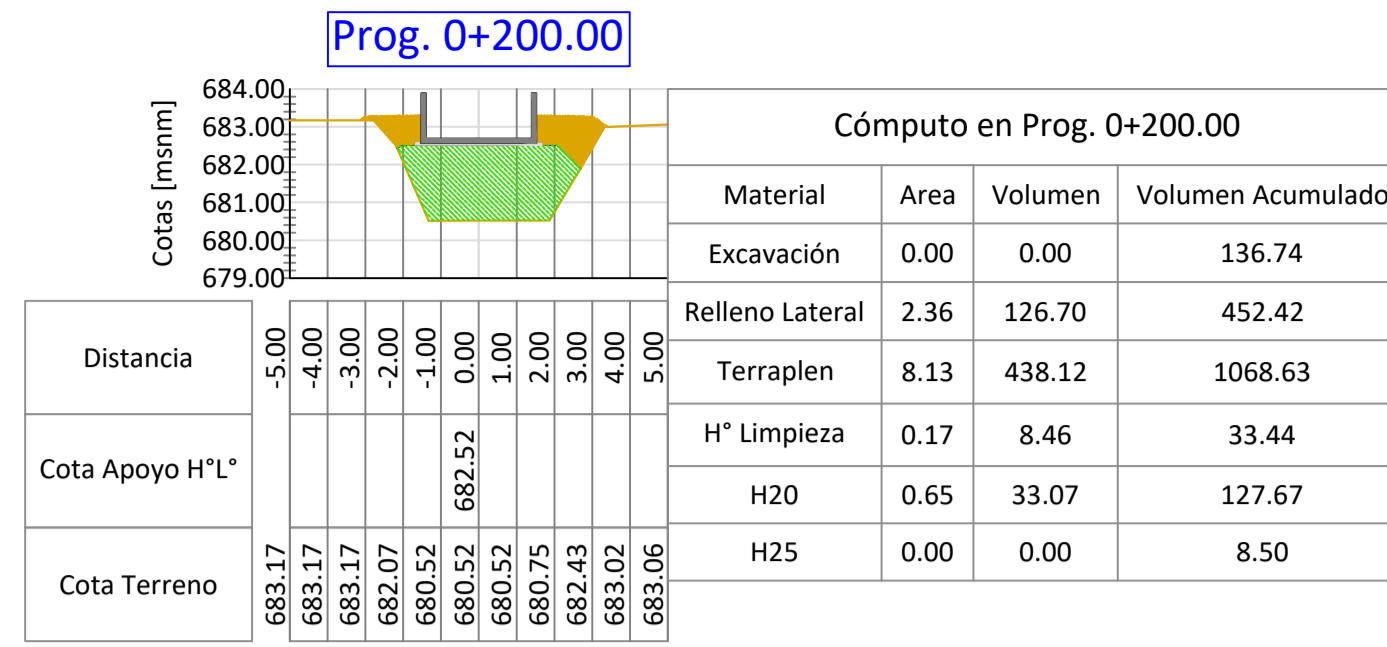 Prog. 0+200.00
Cotas [msnm]
684.00
683.00
682.00
681.00
680.00
679.00
Distancia
-5.00 -4.00 -3.00 -2.00 -1.00 0.00 1.00 2.00 3.00 4.00 5.00
Cota Apoyo H°L°
682.52
Cota Terreno
683.17 683.17 683.17 682.07 680.52 680.52 680.52 680.75 682.43 683.02 683.06
Cómputo en Prog. 0+200.00
Material Area Volumen Volumen Acumulado
Excavación 0.00 0.00 136.74
Relleno Lateral 2.36 126.70 452.42
Terraplen 8.13 438.12 1068.63
H° Limpieza 0.17 8.46 33.44
H20 0.65 33.07 127.67
H25 0.00 0.00 8.50